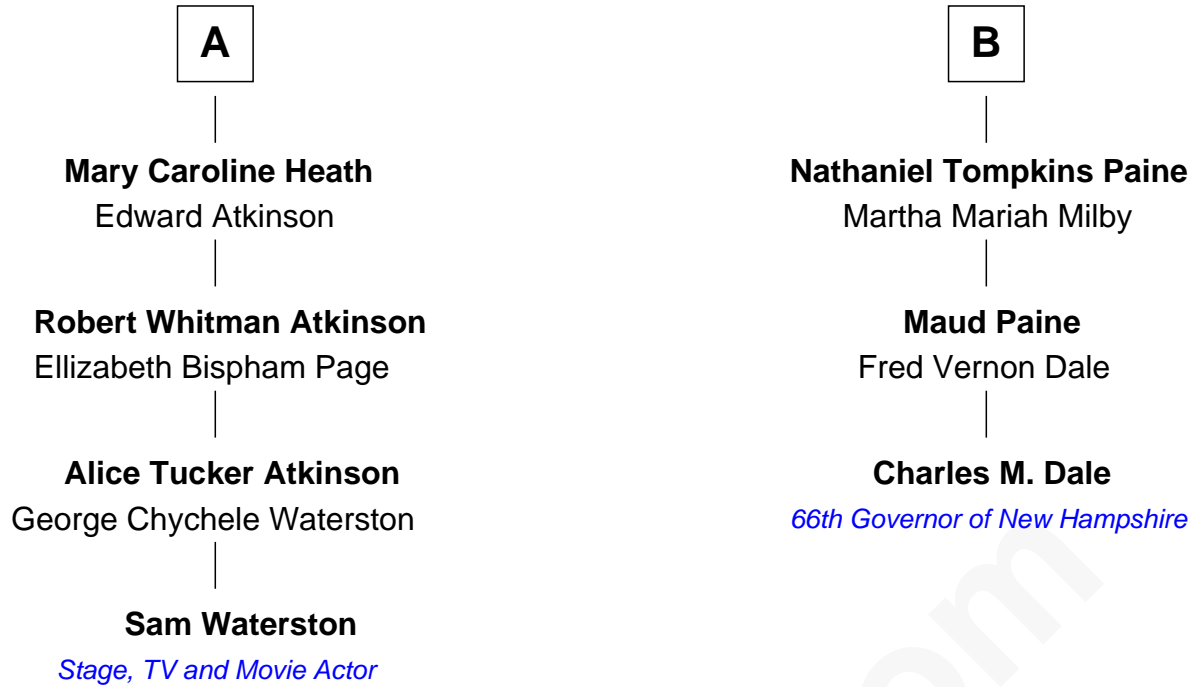 A
Mary Caroline Heath
Edward Atkinson
Robert Whitman Atkinson
Ellizabeth Bispham Page
Alice Tucker Atkinson
George Chychele Waterston
Sam Waterston
Stage, TV and Movie Actor
B
Nathaniel Tompkins Paine
Martha Mariah Milby
Maud Paine
Fred Vernon Dale
Charles M. Dale
66th Governor of New Hampshire